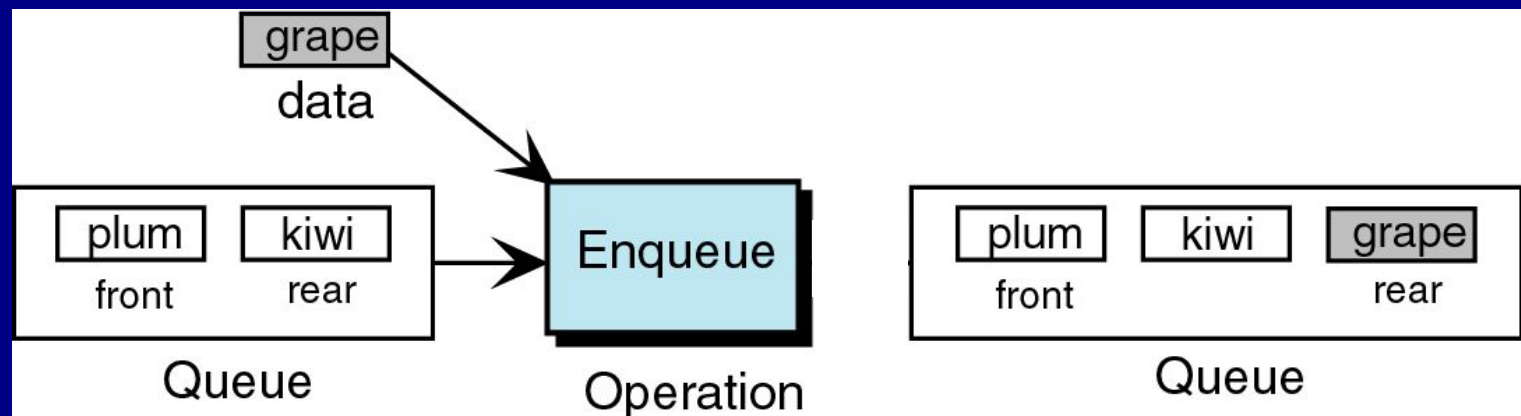 grape
data
plum kiwi
front rear
Queue
Enqueue
Operation
plum kiwi grape
front rear
Queue